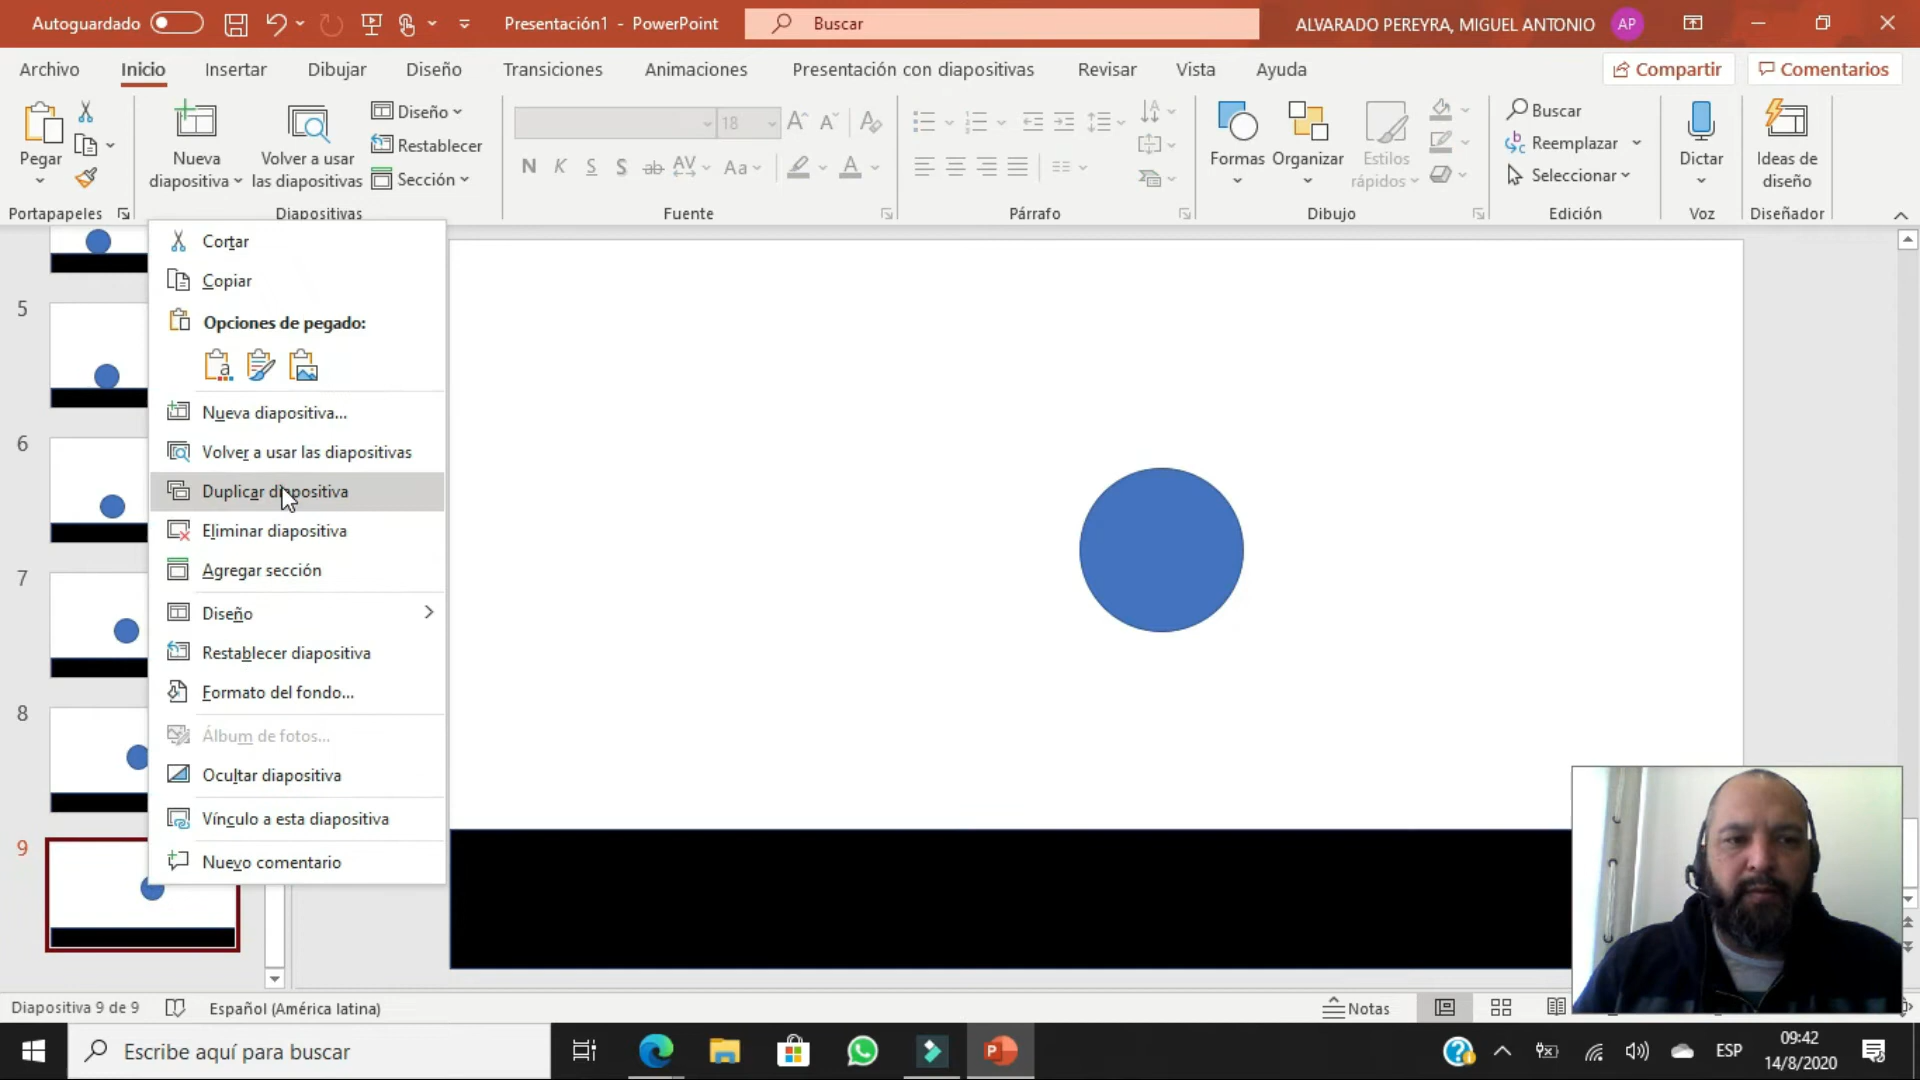 Autoguardado
Presentación1 - PowerPoint
Buscar
ALVARADO PEREYRA, MIGUEL ANTONIO
AP
Archivo
Inicio
Insertar
Dibujar
Diseño
Transiciones
Animaciones
Presentación con diapositivas
Revisar
Vista
Ayuda
Compartir
Comentarios
Pegar
Nueva
diapositiva
Volver a usar
las diapositivas
Diseño
Restablecer
Sección
18
N K S S ab AV Aa
Formas
Organizar
Estilos
rápidos
Buscar
Reemplazar
Seleccionar
Dictar
Ideas de
diseño
Portapapeles
Diapositivas
Fuente
Párrafo
Dibujo
Edición
Voz
Diseñador
Cortar
Copiar
Opciones de pegado:
Nueva diapositiva...
Volver a usar las diapositivas
Duplicar diapositiva
Eliminar diapositiva
Agregar sección
Diseño
Restablecer diapositiva
Formato del fondo...
Álbum de fotos...
Ocultar diapositiva
Vínculo a esta diapositiva
Nuevo comentario
5
6
7
8
9
Diapositiva 9 de 9
Español (América latina)
Notas
Escribe aquí para buscar
ESP
09:42
14/8/2020